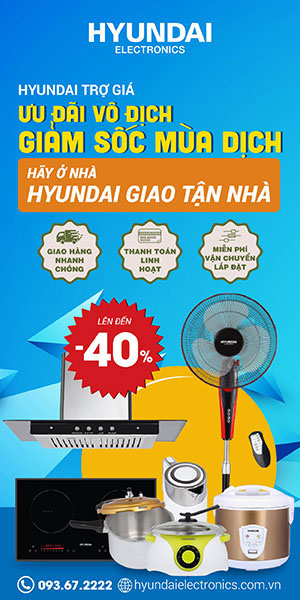 HYUNDAI
ELECTRONICS
HYUNDAI TRỢ GIÁ
ƯU ĐÃI VÔ ĐỊCH
GIẢM SỐC MÙA DỊCH
HÃY Ở NHÀ
HYUNDAI GIAO TẬN NHÀ
GIAO HÀNG
NHANH
CHÓNG
THANH TOÁN
LINH
HOẠT
MIỄN PHÍ
VẬN CHUYỂN
LẮP ĐẶT
LÊN ĐẾN
-40%
HYUNDAI
093.67.2222
hyundaielectronics.com.vn